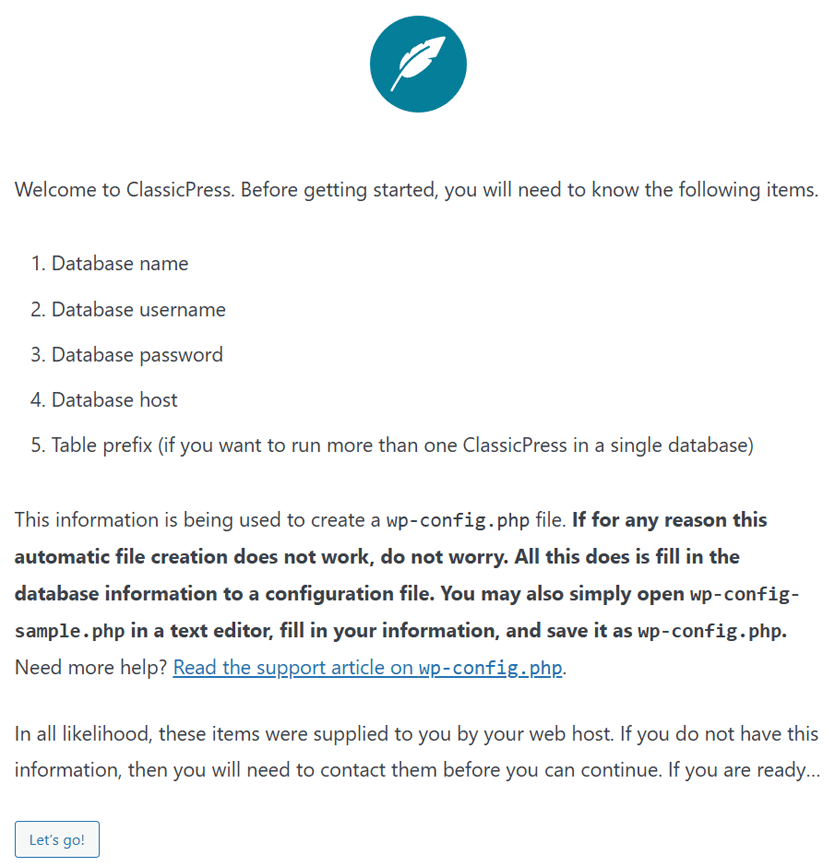 Welcome to ClassicPress. Before getting started, you will need to know the following items.
1. Database name
2. Database username
3. Database password
4. Database host
5. Table prefix (if you want to run more than one ClassicPress in a single database)
This information is being used to create a wp-config.php file. If for any reason this
automatic file creation does not work, do not worry. All this does is fill in the
database information to a configuration file. You may also simply open wp-config-
sample.php in a text editor, fill in your information, and save it as wp-config.php.
Need more help? Read the support article on wp-config.php.
In all likelihood, these items were supplied to you by your web host. If you do not have this
information, then you will need to contact them before you can continue. If you are ready...
Let's go!